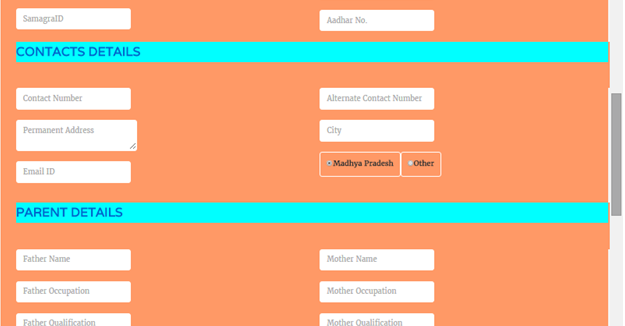 SamagraID
Aadhar No.
CONTACTS DETAILS
Contact Number
Alternate Contact Number
Permanent Address
City
Madhya Pradesh
Other
Email ID
PARENT DETAILS
Father Name
Mother Name
Father Occupation
Mother Occupation
Father Qualification
Mother Qualification